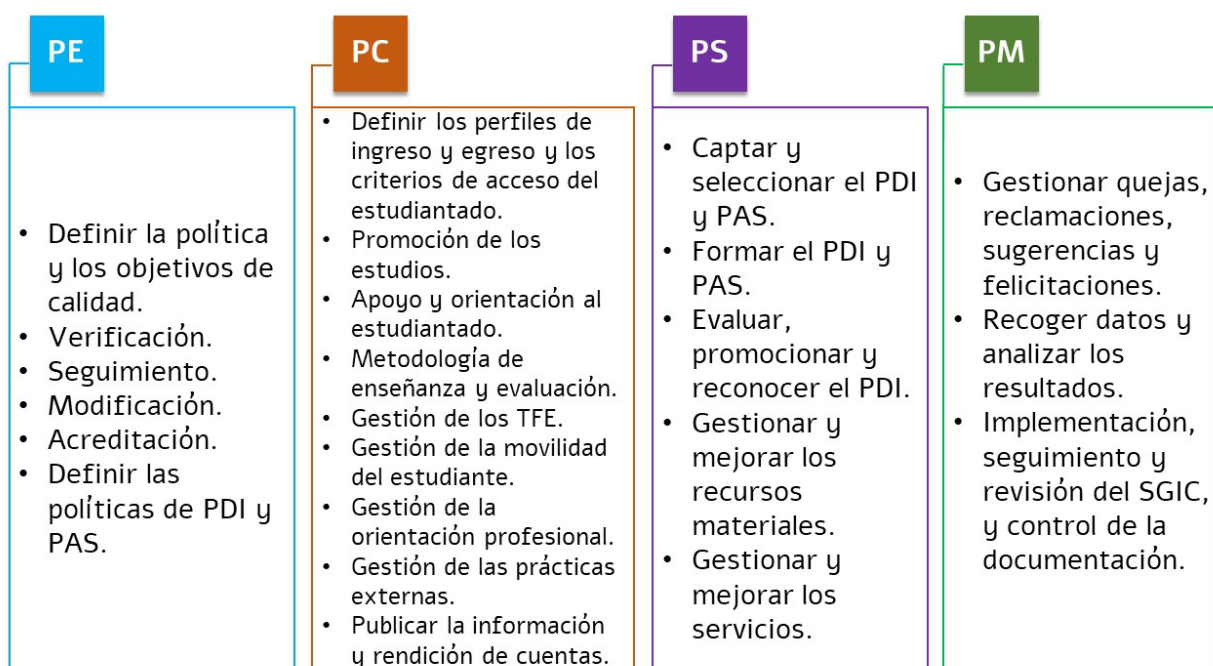 PE
• Definir la política
y los objetivos de
calidad.
• Verificación.
• Seguimiento.
• Modificación.
• Acreditación.
• Definir las
políticas de PDI y
PAS.
PC
• Definir los perfiles de
ingreso y egreso y los
criterios de acceso del
estudiantado.
• Promoción de los
estudios.
• Apoyo y orientación al
estudiantado.
• Metodología de
enseñanza y evaluación.
• Gestión de los TFE.
• Gestión de la movilidad
del estudiante.
• Gestión de la
orientación profesional.
• Gestión de las prácticas
externas.
• Publicar la información
y rendición de cuentas.
PS
• Captar y
seleccionar el PDI
y PAS.
• Formar el PDI y
PAS.
• Evaluar,
promocionar y
reconocer el PDI.
• Gestionar y
mejorar los
recursos
materiales.
• Gestionar y
mejorar los
servicios.
PM
• Gestionar quejas,
reclamaciones,
sugerencias y
felicitaciones.
• Recoger datos y
analizar los
resultados.
• Implementación,
seguimiento y
revisión del SGIC,
y control de la
documentación.